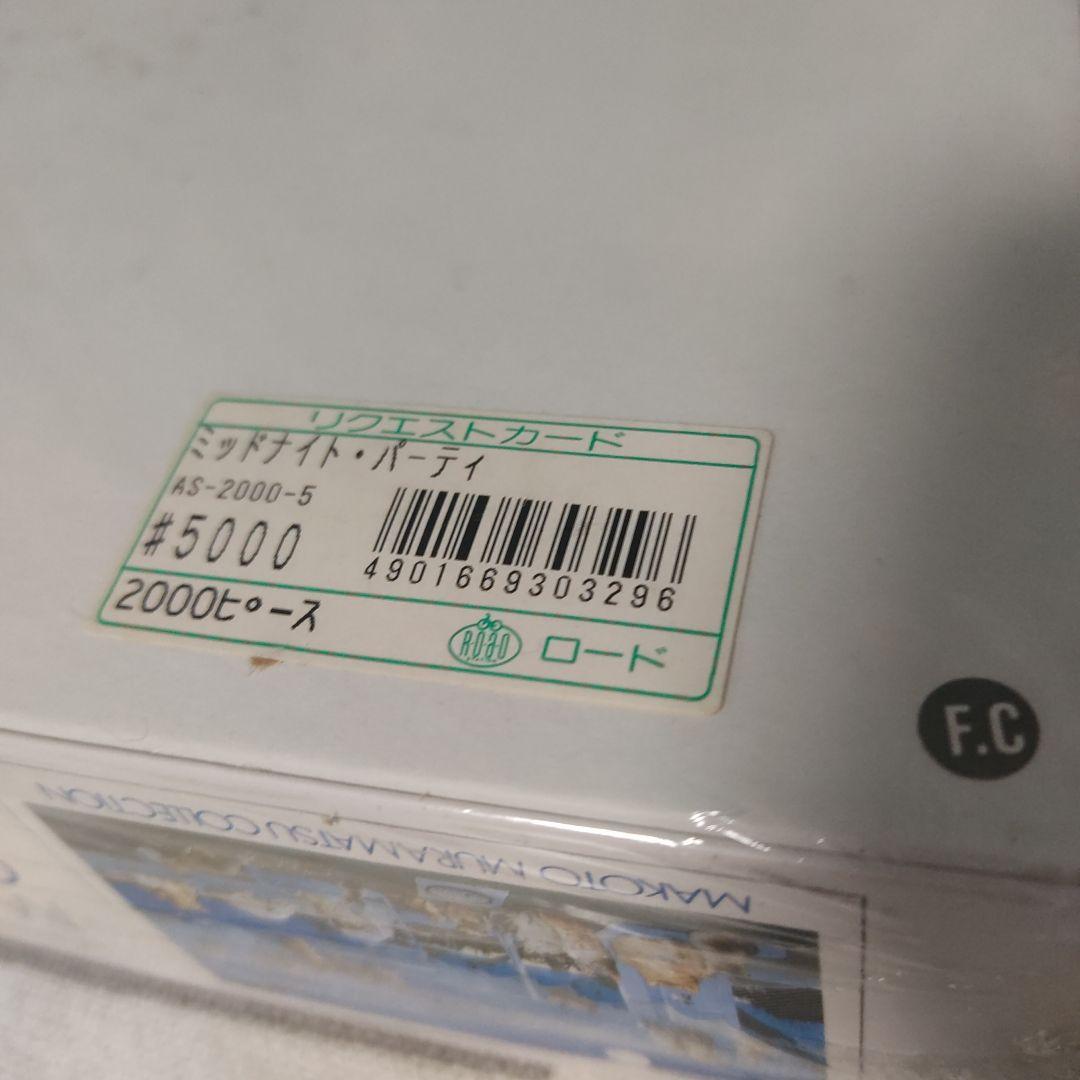 リクエストカード
ミッドナイト・パーティ
AS-2000-5
#5000
4901669303296
2000ピース
ROaD
ロード
F.C
MAKOTO MURAMATSU COLLECTION